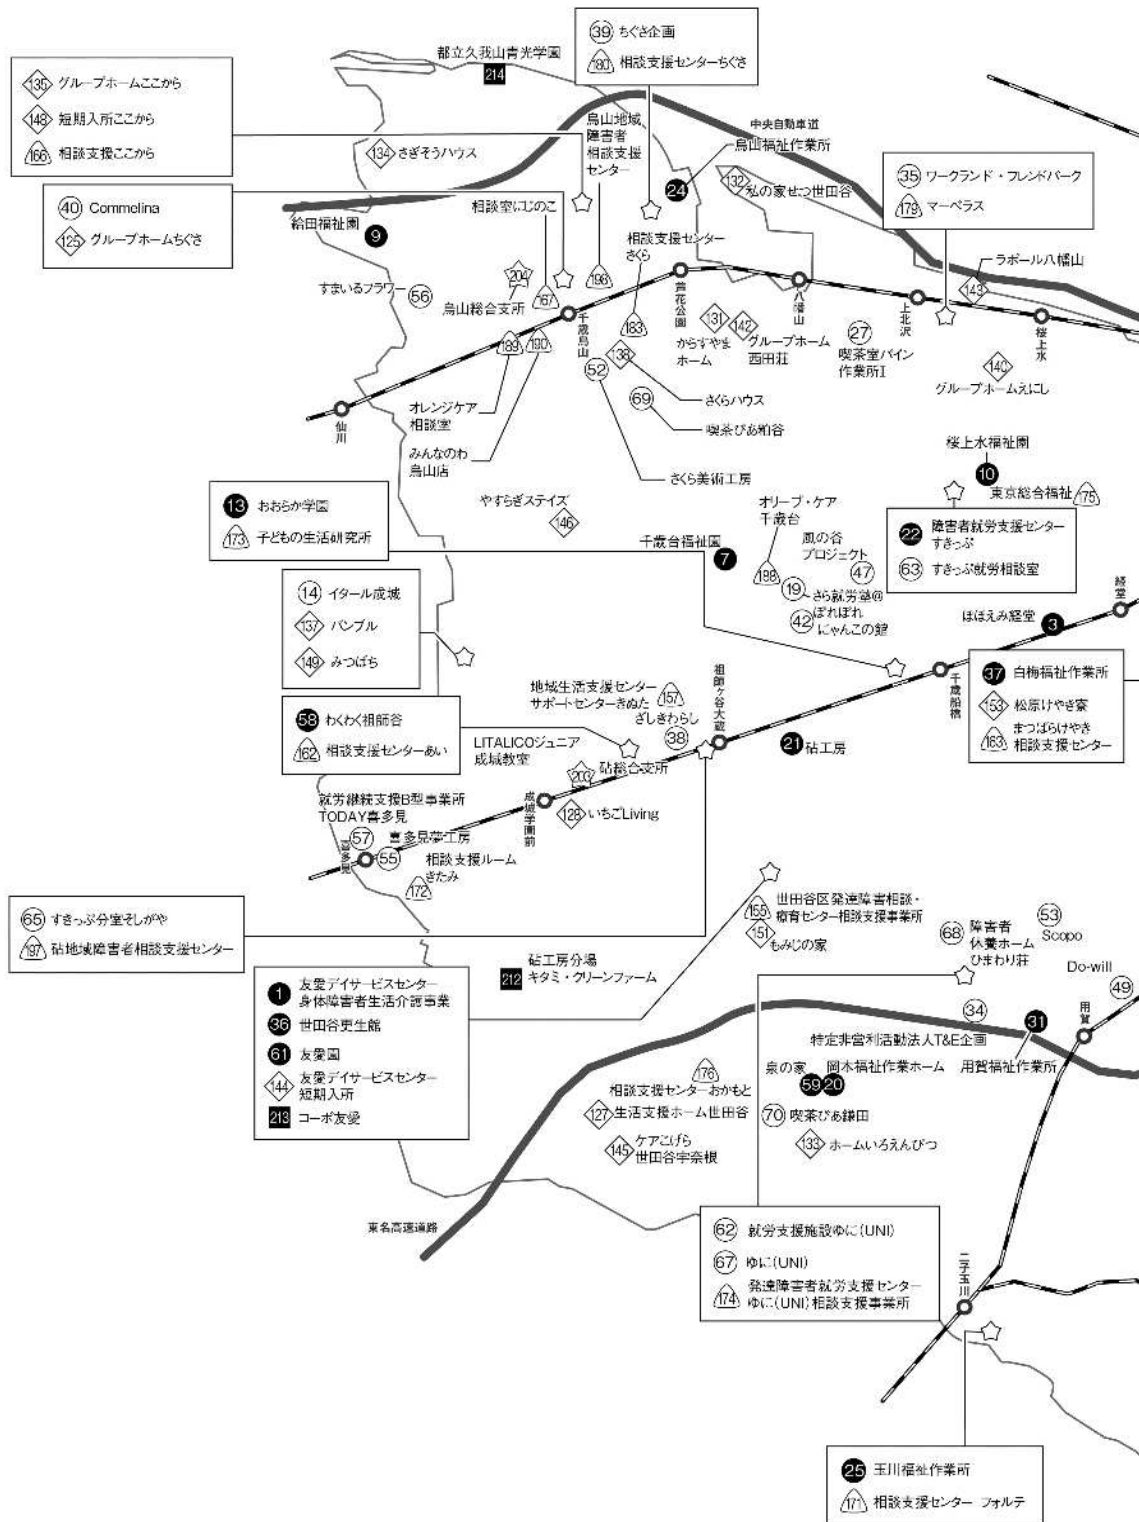 39 ちぐさ企画
180 相談支援センターちぐさ
都立久我山青光学園
214
135 グループホームここから
148 短期入所ここから
166 相談支援ここから
134 さぎそうハウス
烏山地域
障害者
相談支援
センター
198
中央自動車道
烏山福祉作業所
24
132 私の家せつ世田谷
35 ワークランド・フレンドパーク
179 マーベラス
40 Commelina
125 グループホームちぐさ
給田福祉園
9
相談室にじのこ
167
相談支援センター
さくら
183
ラポール八幡山
143
すまいるフラワー 56
204
烏山総合支所
芦花公園
八幡山
上北沢
桜上水
千歳烏山
仙川
189
190
131
からすやま
ホーム
142
グループホーム
西田荘
27
喫茶室パイン
作業所I
140
グループホームえにし
138
52
さくらハウス
69
喫茶ぴあ粕谷
オレンジケア
相談室
みんなのわ
烏山店
さくら美術工房
桜上水福祉園
10
東京総合福祉 175
13 おおらか学園
173 子どもの生活研究所
やすらぎステイズ
146
オリーブ・ケア
千歳台
188
千歳台福祉園
7
風の谷
プロジェクト
47
19 さら就労塾@
ぽれぽれ
42 にゃんこの館
22 障害者就労支援センター
すきっぷ
63 すきっぷ就労相談室
経堂
ほほえみ経堂
3
14 イタール成城
137 バンブル
149 みつばち
37 白梅福祉作業所
153 松原けやき寮
163 まつばらけやき
相談支援センター
千歳船橋
祖師ヶ谷大蔵
地域生活支援センター
サポートセンターきぬた
157
ざしきわらし
38
58 わくわく祖師谷
162 相談支援センターあい
LITALICOジュニア
成城教室
203
砧総合支所
21 砧工房
成城学園前
128 いちごLiving
就労継続支援B型事業所
TODAY喜多見
57
喜多見
55
喜多見夢工房
相談支援ルーム
きたみ
172
65 すきっぷ分室そしがや
197 砧地域障害者相談支援センター
155 世田谷区発達障害相談・
療育センター相談支援事業所
151 もみじの家
68 障害者
休養ホーム
ひまわり荘
53
Scopo
砧工房分場
212 キタミ・クリーンファーム
Do-will
49
用賀
1 友愛デイサービスセンター
身体障害者生活介護事業
36 世田谷更生館
61 友愛園
144 友愛デイサービスセンター
短期入所
213 コーポ友愛
34
特定非営利活動法人T&E企画
31
用賀福祉作業所
泉の家
59
岡本福祉作業ホーム
20
176
相談支援センターおかもと
127 生活支援ホーム世田谷
70 喫茶ぴあ鎌田
145 ケアこげら
世田谷宇奈根
133 ホームいろえんぴつ
東名高速道路
62 就労支援施設ゆに(UNI)
67 ゆに(UNI)
174 発達障害者就労支援センター
ゆに(UNI)相談支援事業所
二子玉川
25 玉川福祉作業所
171 相談支援センター フォルテ